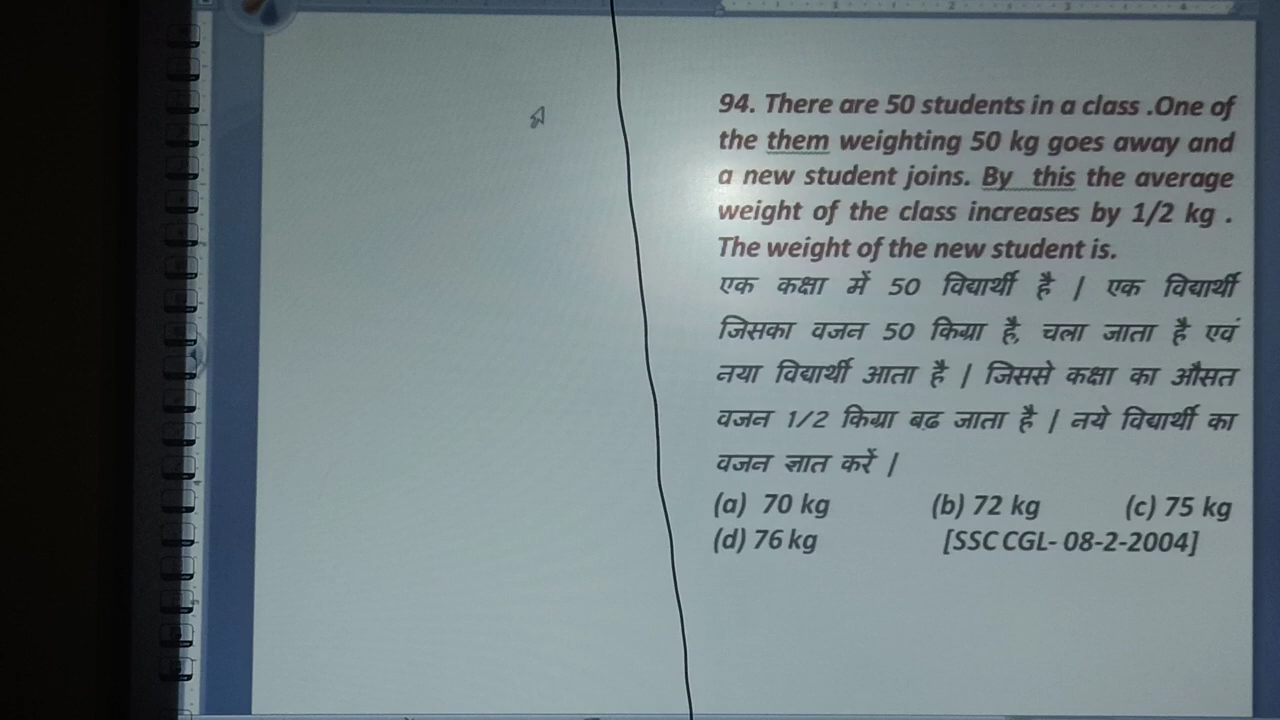 94. There are 50 students in a class .One of
the them weighting 50 kg goes away and
a new student joins. By this the average
weight of the class increases by 1/2 kg .
The weight of the new student is.
एक कक्षा में 50 विद्यार्थी है | एक विद्यार्थी
जिसका वजन 50 किग्रा है, चला जाता है एवं
नया विद्यार्थी आता है | जिससे कक्षा का औसत
वजन 1/2 किग्रा बढ़ जाता है | नये विद्यार्थी का
वजन ज्ञात करें |
(a) 70 kg (b) 72 kg (c) 75 kg
(d) 76 kg [SSC CGL- 08-2-2004]